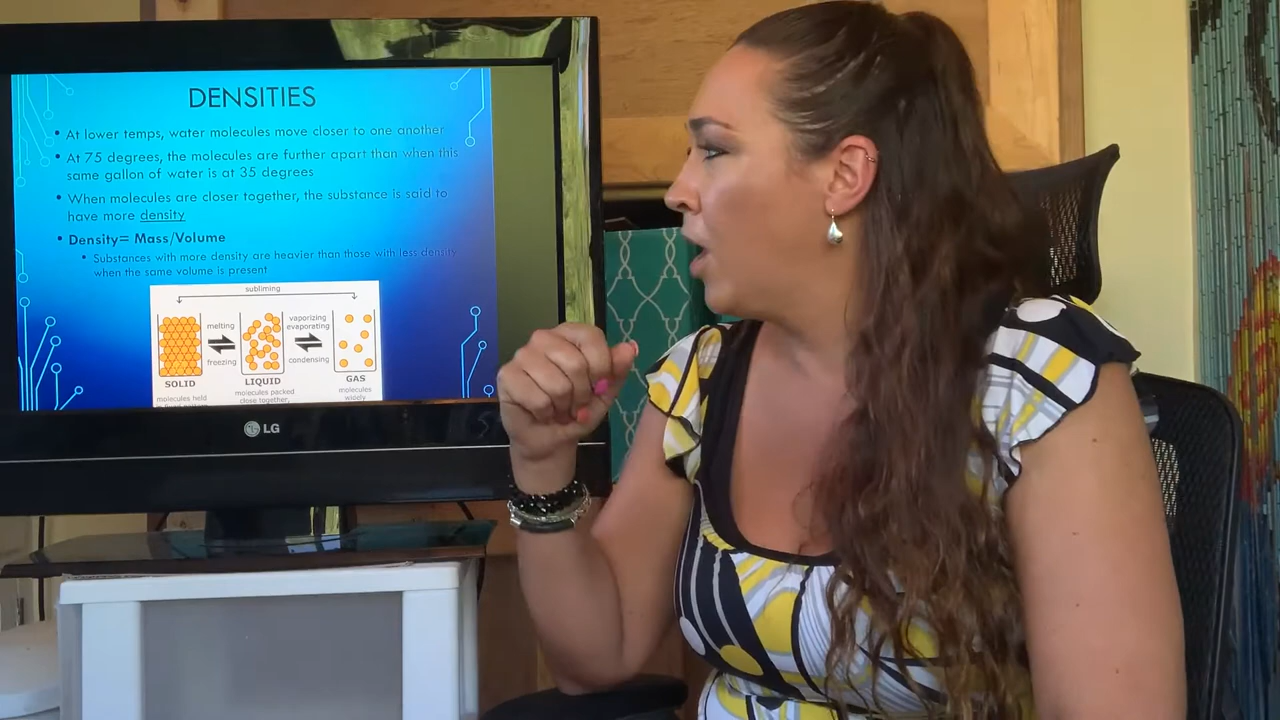 DENSITIES
• At lower temps, water molecules move closer to one another
• At 75 degrees, the molecules are further apart than when this
same gallon of water is at 35 degrees
• When molecules are closer together, the substance is said to
have more density
• Density= Mass/Volume
• Substances with more density are heavier than those with less density
when the same volume is present
subliming
melting
vaporizing
evaporating
freezing
condensing
SOLID
LIQUID
GAS
molecules held
molecules packed
close together,
molecules
widely
LG